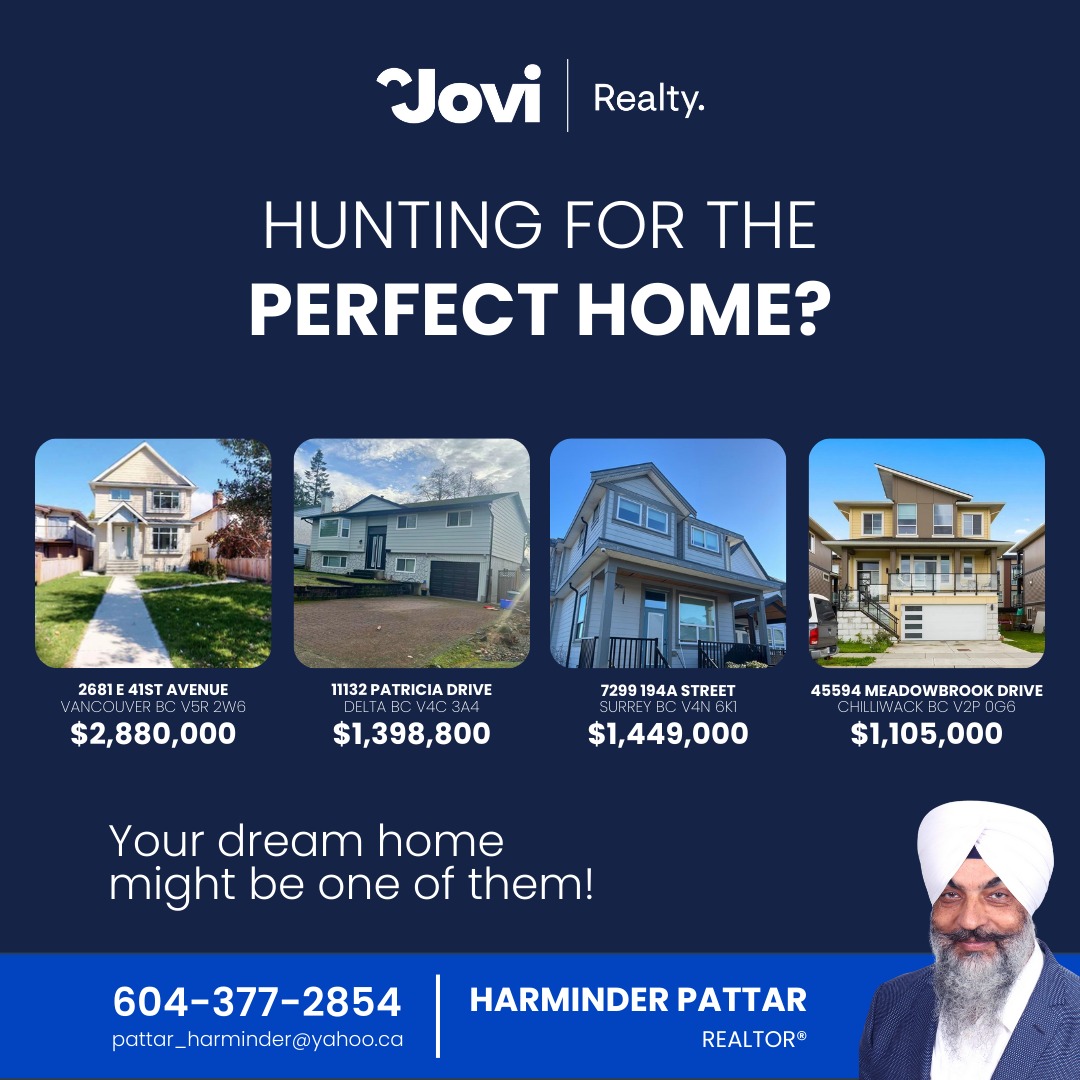 Jovi | Realty.
HUNTING FOR THE
PERFECT HOME?
2681 E 41ST AVENUE
VANCOUVER BC V5R 2W6
$2,880,000
11132 PATRICIA DRIVE
DELTA BC V4C 3A4
$1,398,800
7299 194A STREET
SURREY BC V4N 6K1
$1,449,000
45594 MEADOWBROOK DRIVE
CHILLIWACK BC V2P 0G6
$1,105,000
Your dream home
might be one of them!
604-377-2854
pattar_harminder@yahoo.ca
HARMINDER PATTAR
REALTOR®